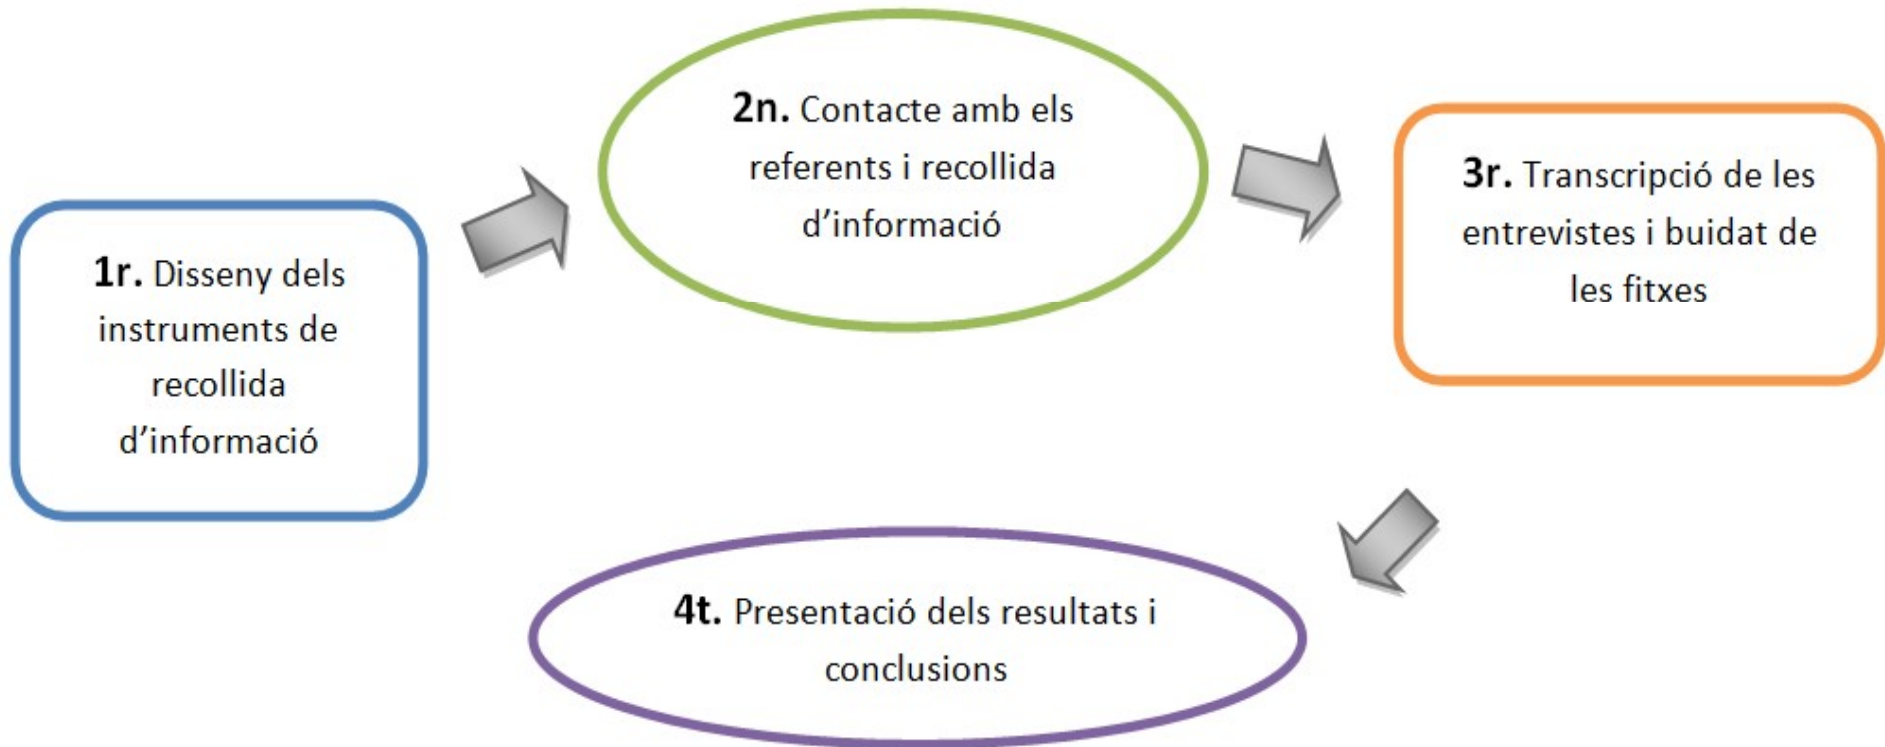 1r. Disseny dels
instruments de
recollida
d’informació
2n. Contacte amb els
referents i recollida
d’informació
3r. Transcripció de les
entrevistes i buidat de
les fitxes
4t. Presentació dels resultats i
conclusions